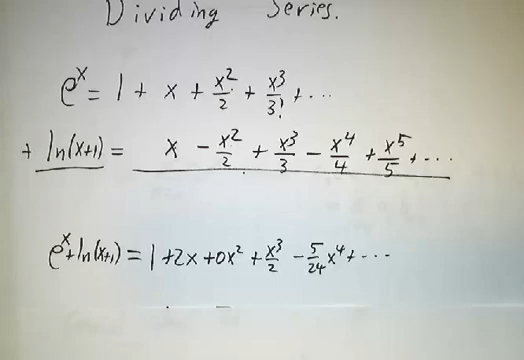 Dividing Series.
e^x = 1 + x + x^2/2 + x^3/3! + ...
+ ln(x+1) = x - x^2/2 + x^3/3 - x^4/4 + x^5/5 + ...
e^x + ln(x+1) = 1 + 2x + 0x^2 + x^3/2 - 5/24 x^4 + ...